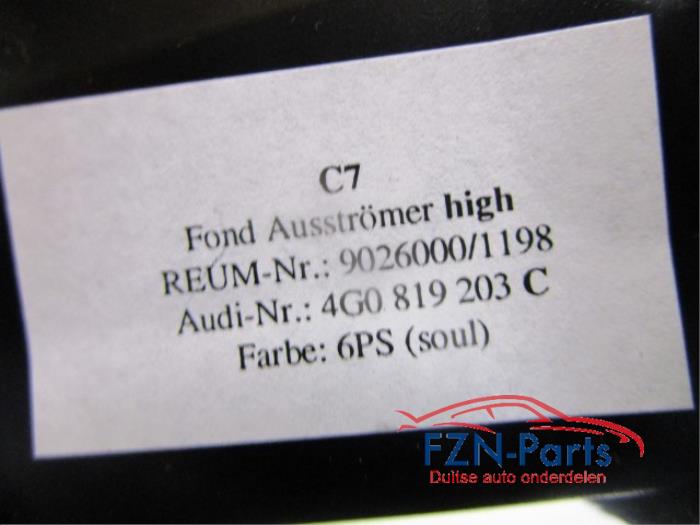 C7
Fond Ausströmer high
REUM-Nr.: 9026000/1198
Audi-Nr.: 4G0 819 203 C
Farbe: 6PS (soul)
FZN-Parts
Duitse auto onderdelen